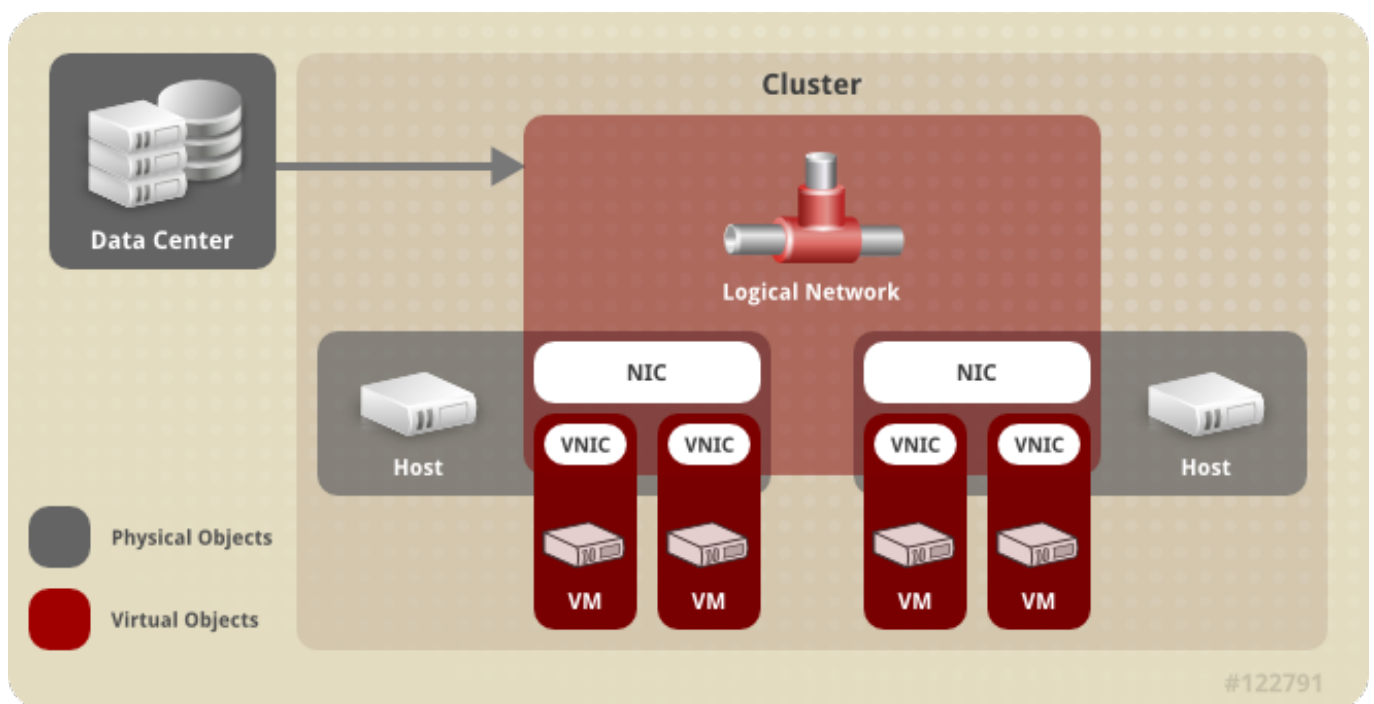 Cluster
Data Center
Logical Network
NIC
NIC
VNIC
VNIC
VNIC
VNIC
Host
Host
Physical Objects
VM
VM
VM
VM
Virtual Objects
#122791